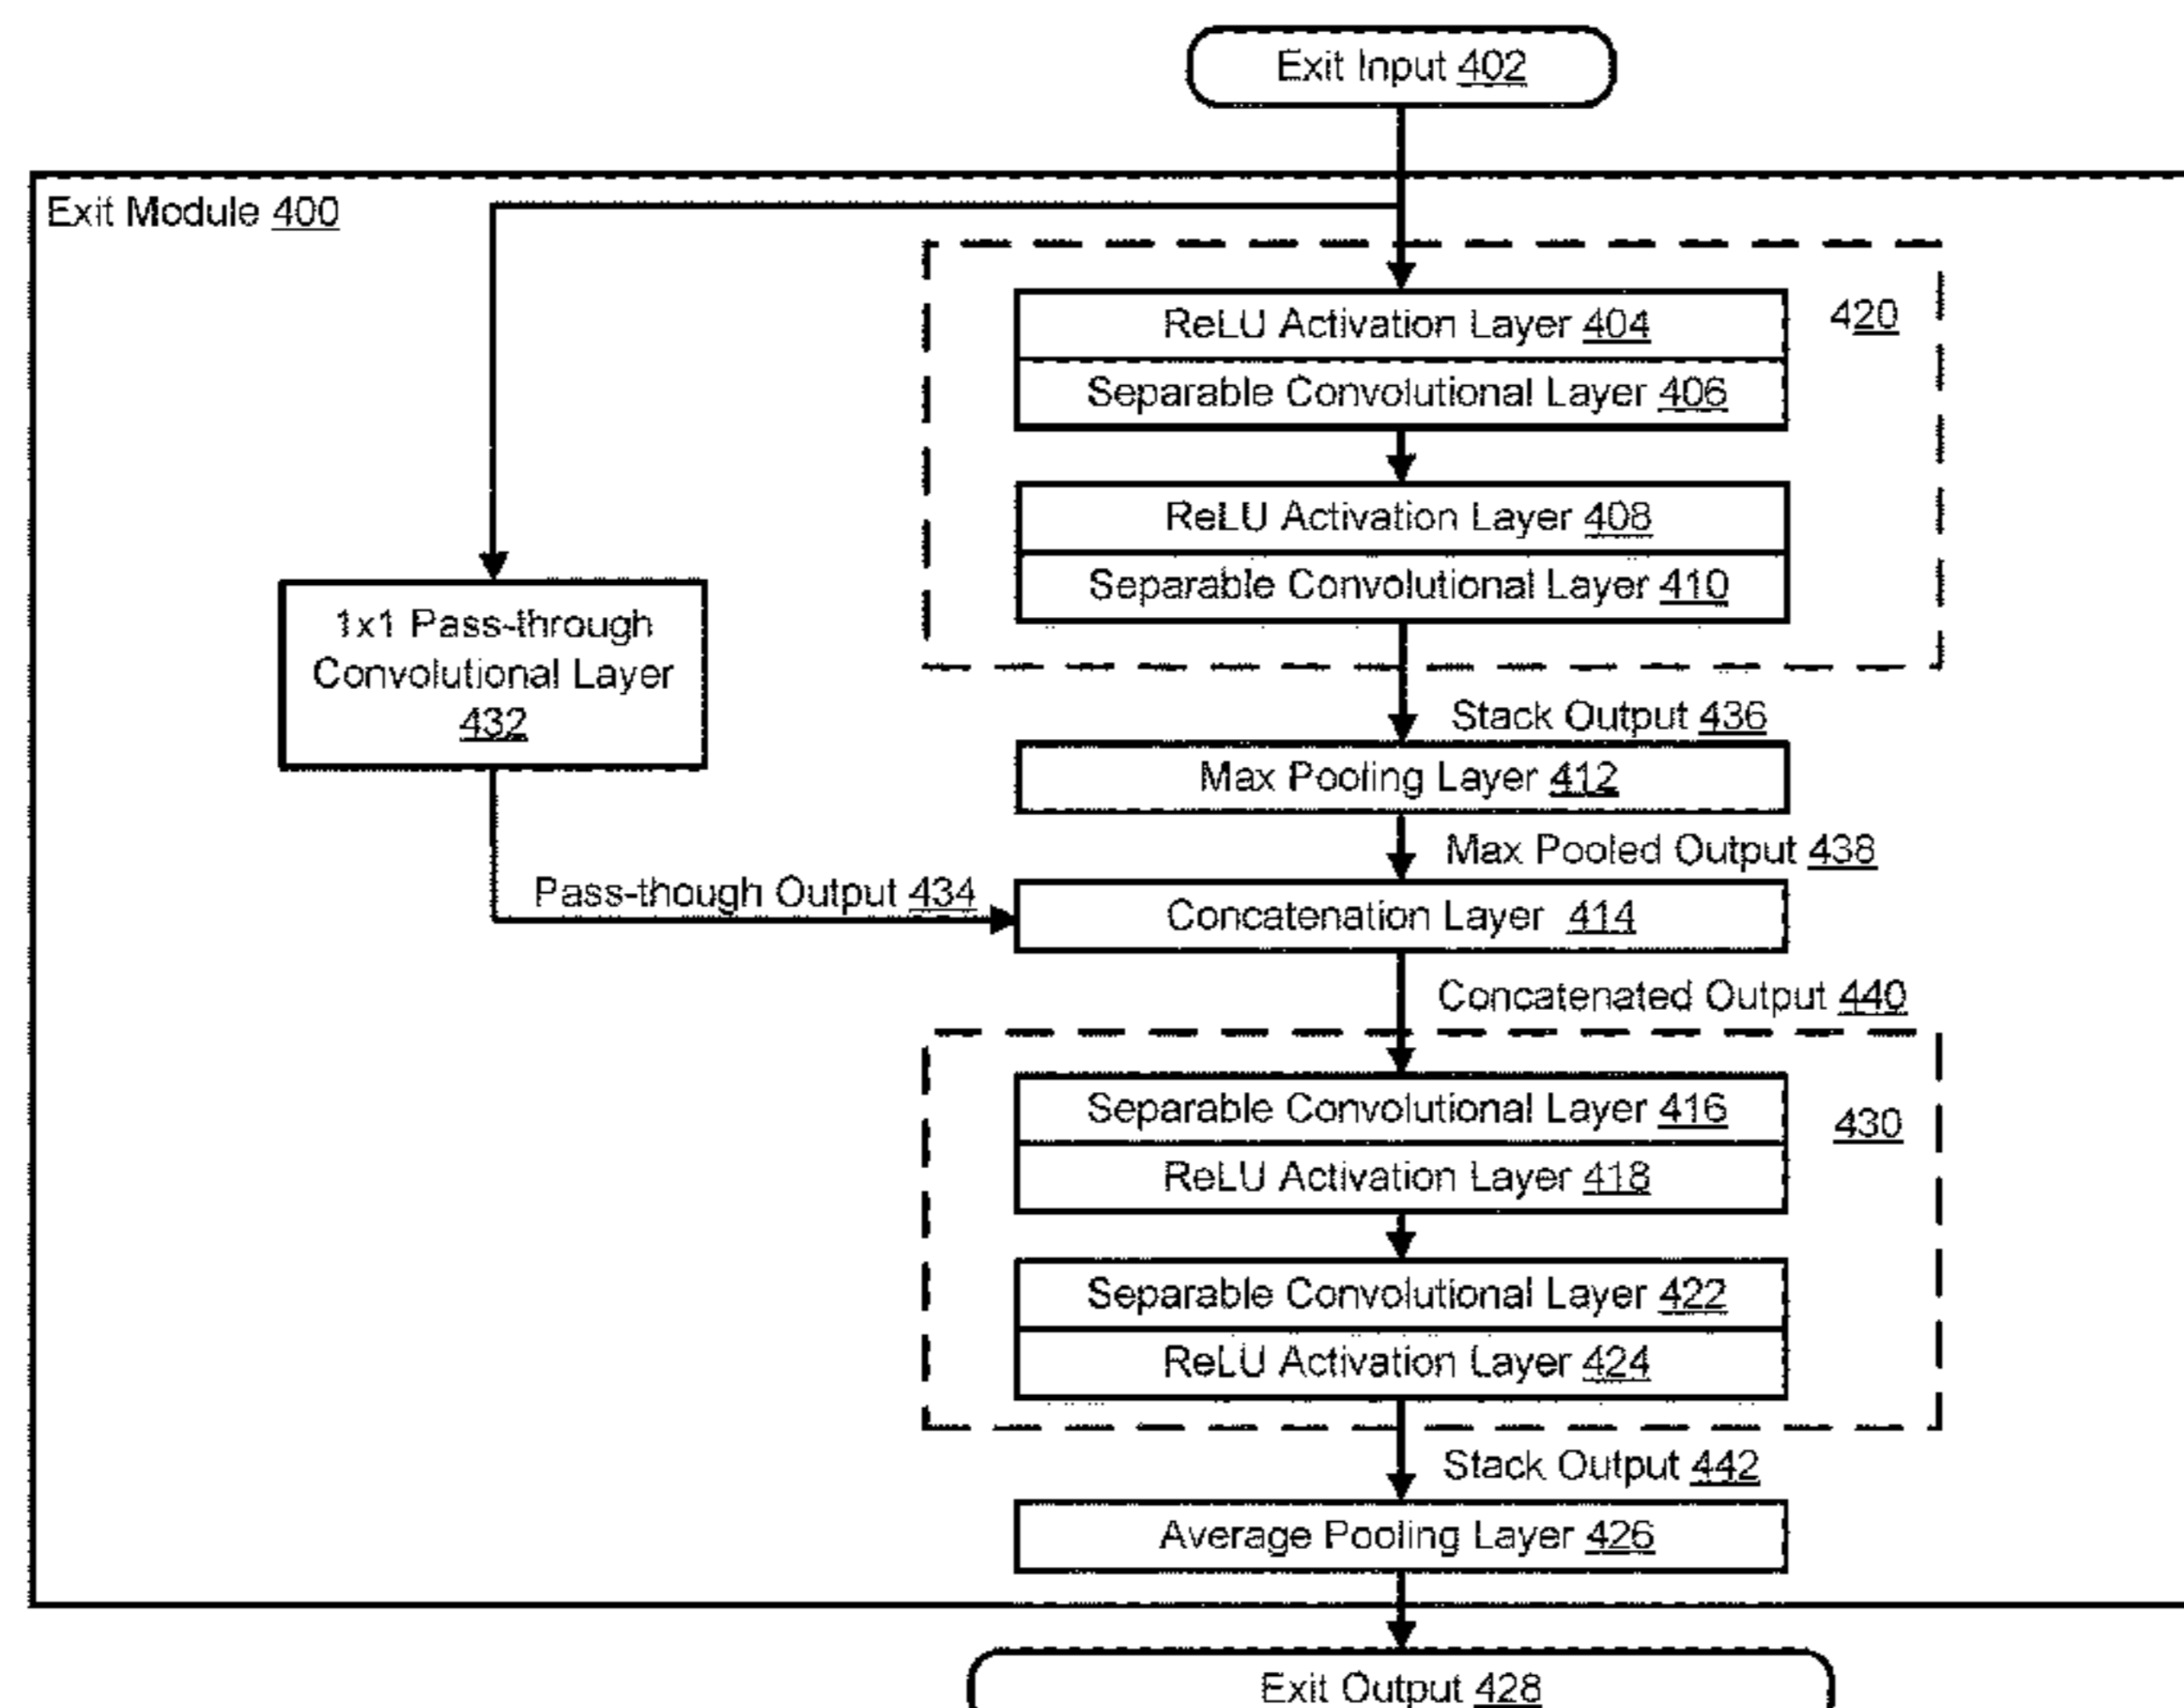 Exit Input 402
Exit Module 400
ReLU Activation Layer 404
420
Separable Convolutional Layer 406
ReLU Activation Layer 408
Separable Convolutional Layer 410
1x1 Pass-through
Convolutional Layer
432
Stack Output 436
Max Pooling Layer 412
Max Pooled Output 438
Pass-though Output 434
Concatenation Layer 414
Concatenated Output 440
Separable Convolutional Layer 416
430
ReLU Activation Layer 418
Separable Convolutional Layer 422
ReLU Activation Layer 424
Stack Output 442
Average Pooling Layer 426
Exit Output 428